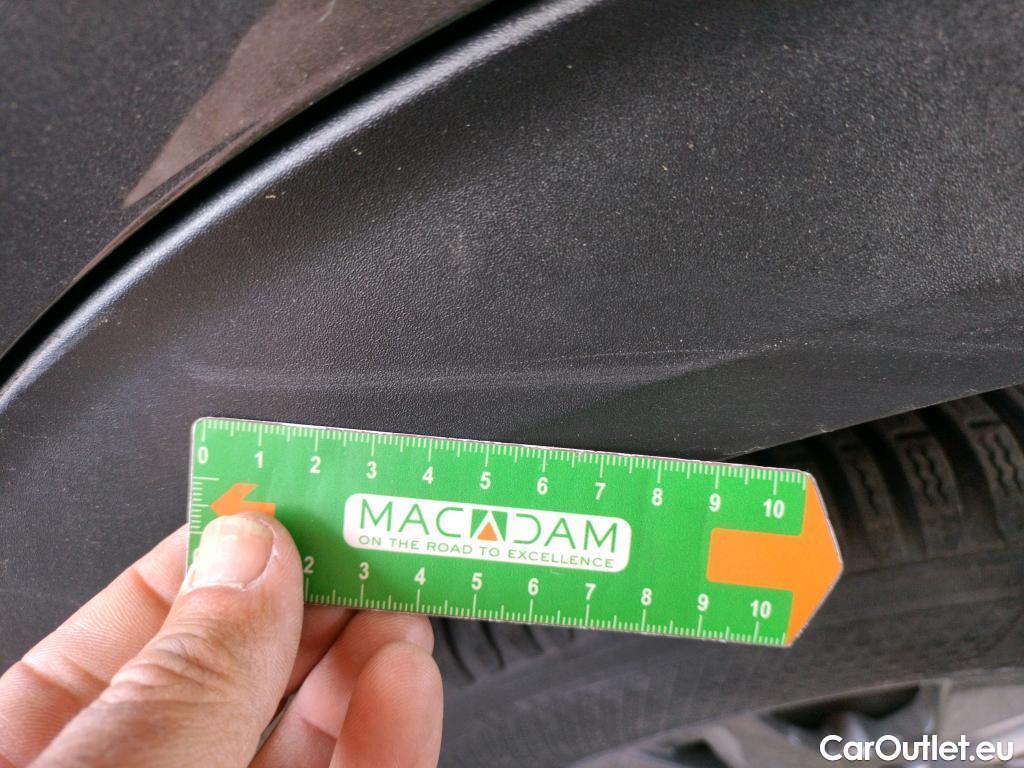 0 1 2 3 4 5 6 7 8 9 10
MACADAM
ON THE ROAD TO EXCELLENCE
2 3 4 5 6 7 8 9 10
CarOutlet.eu